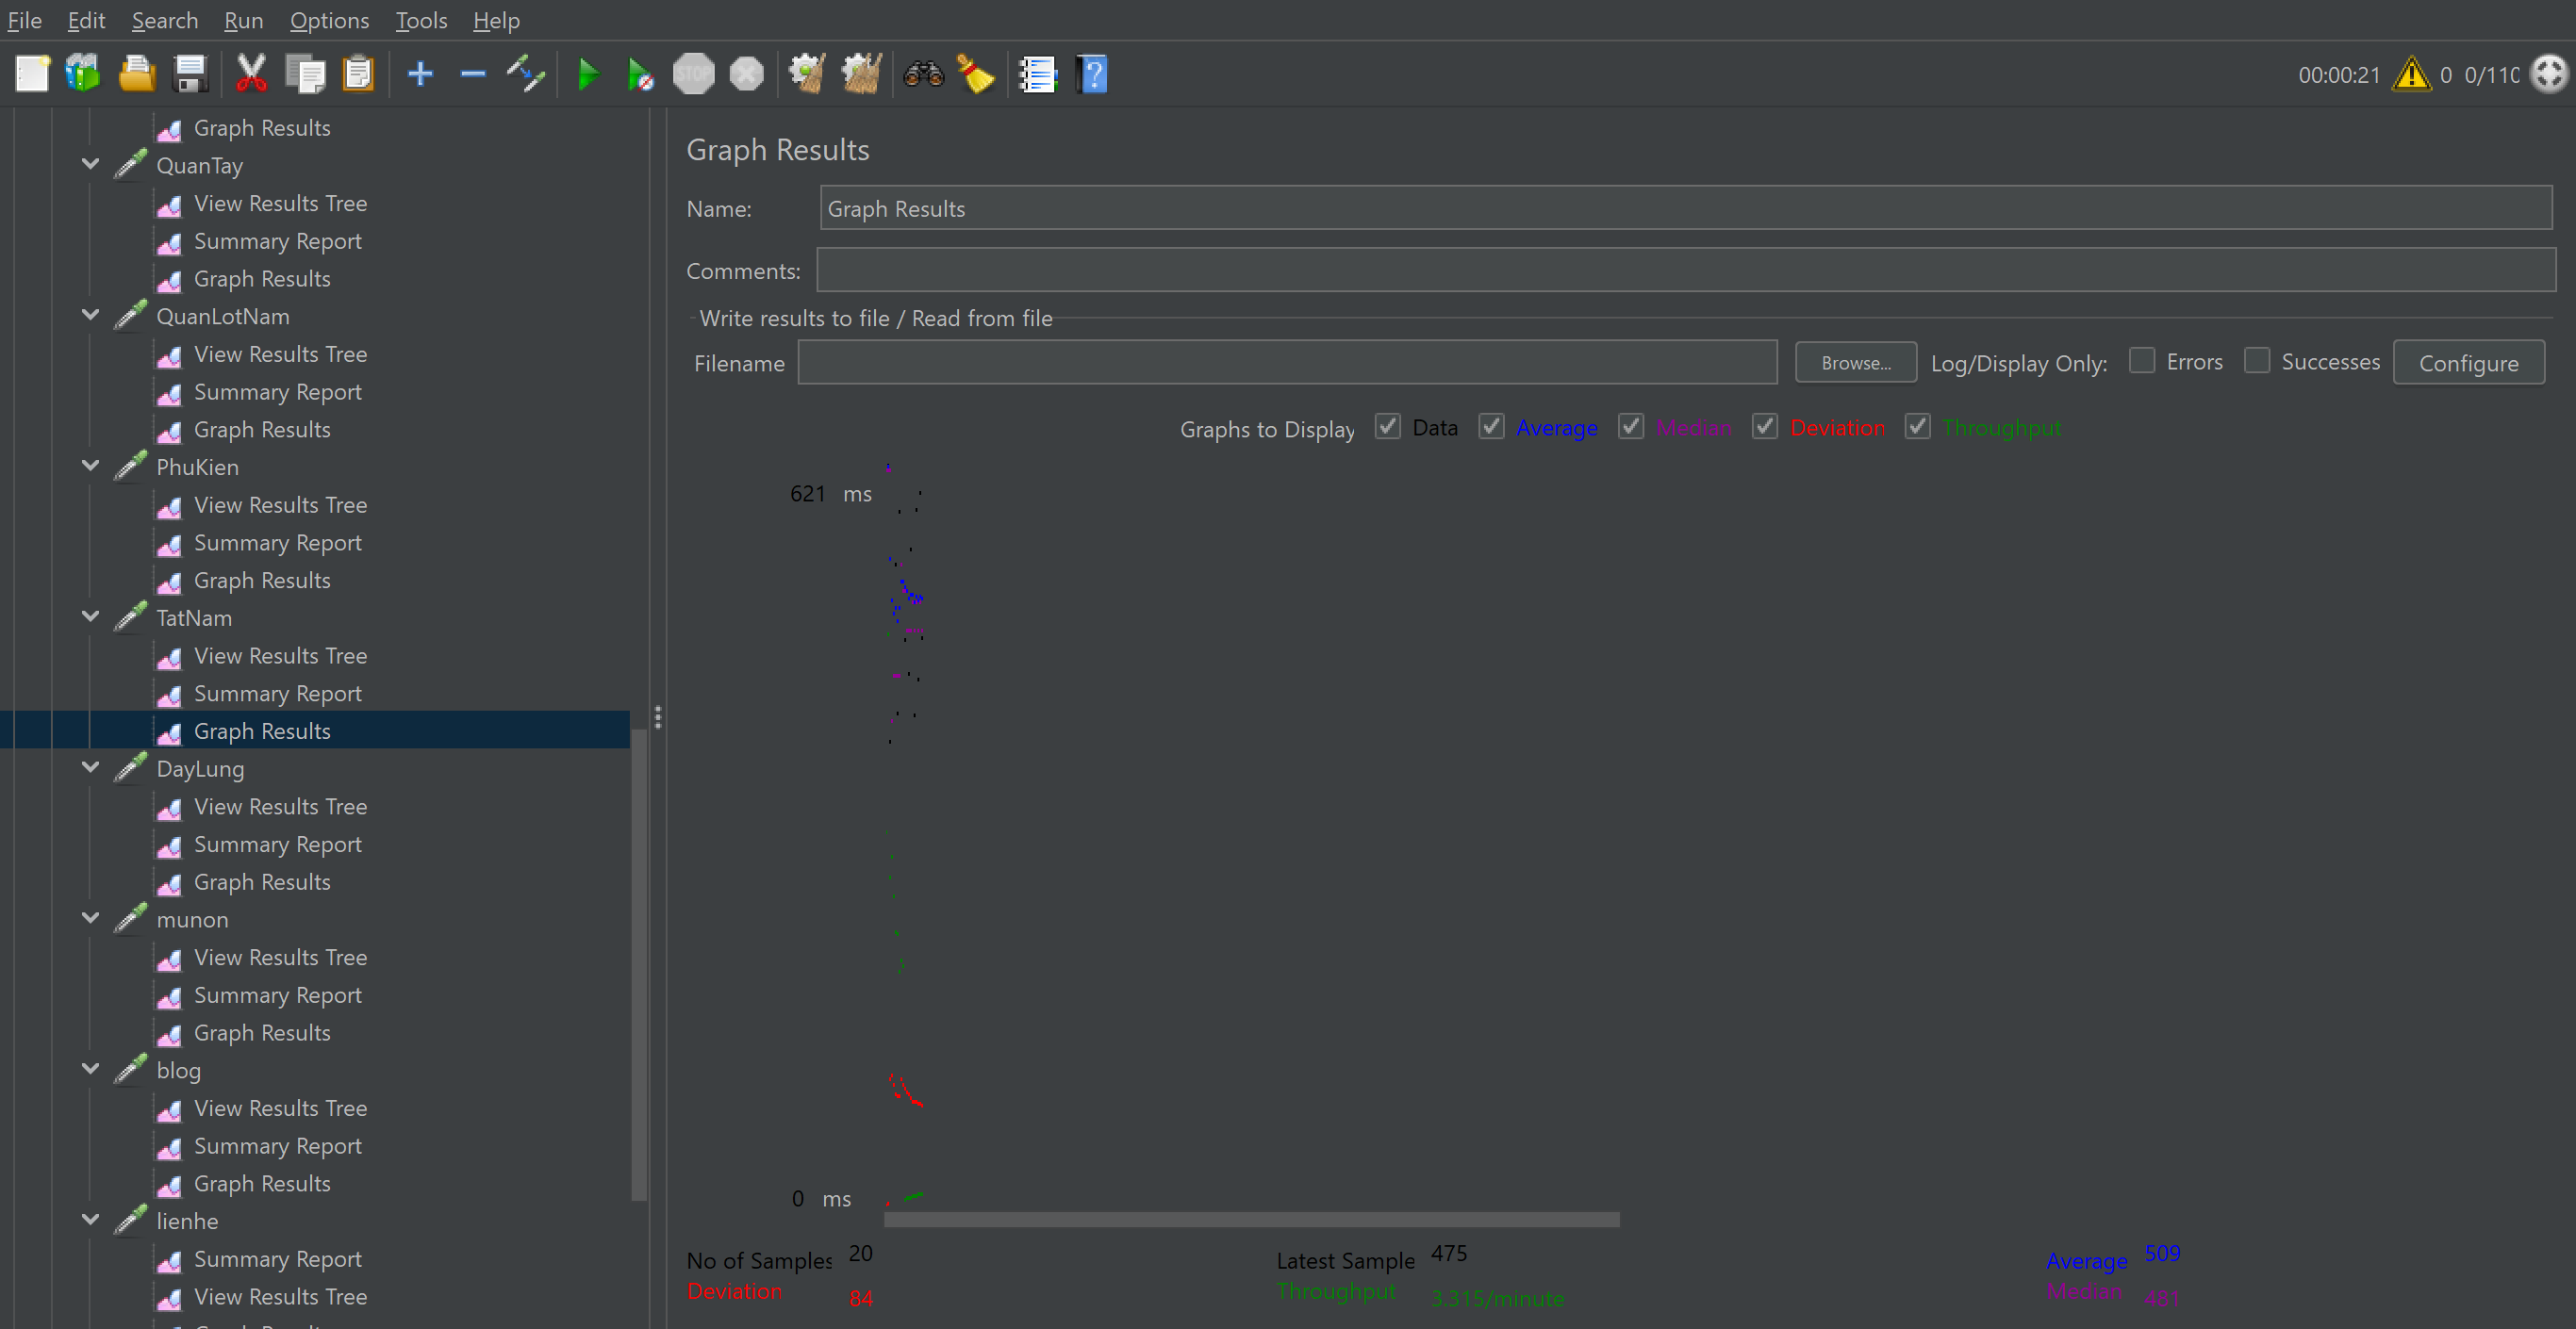 File Edit Search Run Options Tools Help
STOP
00:00:21 0 0/110
Graph Results
QuanTay
View Results Tree
Summary Report
Graph Results
QuanLotNam
View Results Tree
Summary Report
Graph Results
PhuKien
View Results Tree
Summary Report
Graph Results
TatNam
View Results Tree
Summary Report
Graph Results
DayLung
View Results Tree
Summary Report
Graph Results
munon
View Results Tree
Summary Report
Graph Results
blog
View Results Tree
Summary Report
Graph Results
lienhe
Summary Report
View Results Tree
Graph Results
Name: Graph Results
Comments:
Write results to file / Read from file
Filename Browse... Log/Display Only: Errors Successes Configure
Graphs to Display Data Average Median Deviation Throughput
621 ms
0 ms
No of Samples 20 Latest Sample 475 Average 509
Deviation 84 Throughput 3.315/minute Median 481